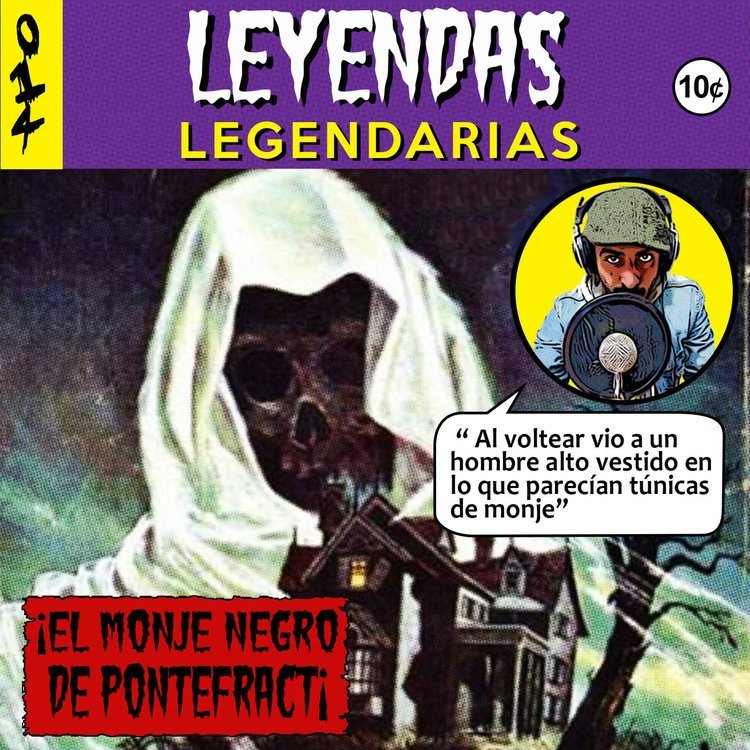 410
LEYENDAS
LEGENDARIAS
10¢
“ Al voltear vio a un
hombre alto vestido en
lo que parecían túnicas
de monje”
¡EL MONJE NEGRO
DE PONTEFRACT¡